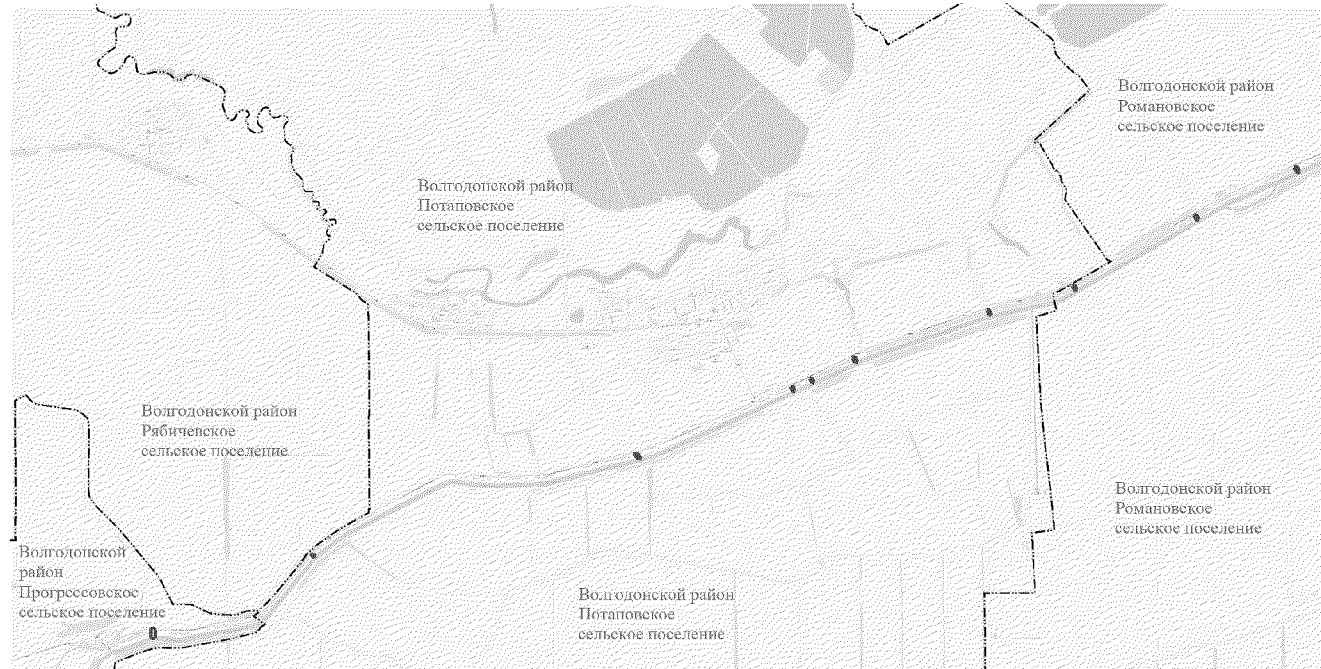 Волгодонской район
Романовское
сельское поселение
Волгодонской район
Потаповское
сельское поселение
Волгодонской район
Рябичевское
сельское поселение
Волгодонской район
Романовское
сельское поселение
Волгодонской
район
Прогрессовское
сельское поселение
Волгодонской район
Потаповское
сельское поселение